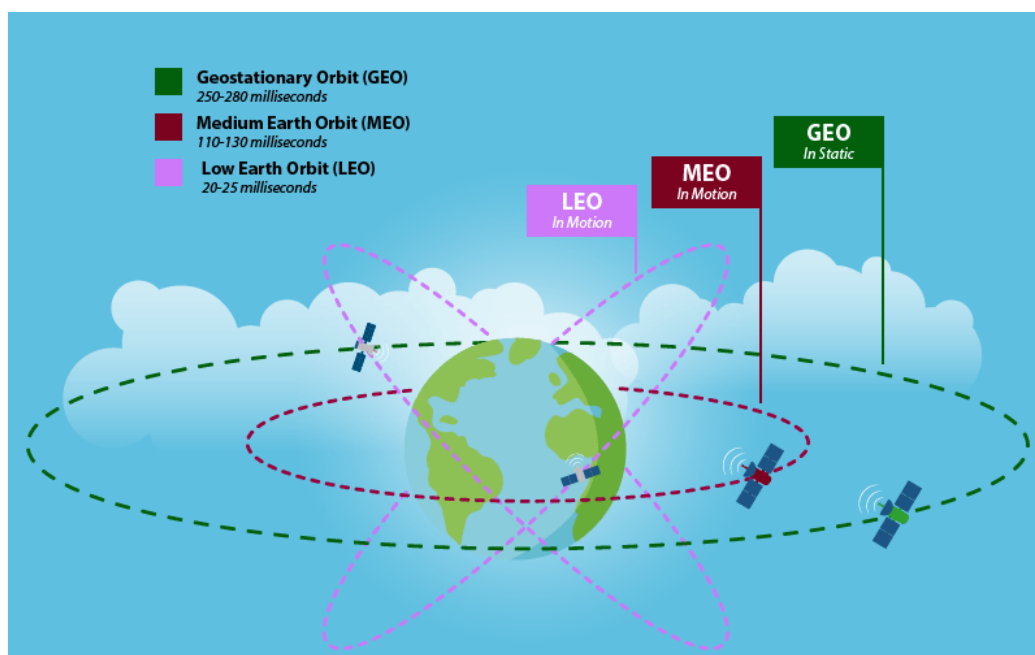 Geostationary Orbit (GEO)
250-280 milliseconds
Medium Earth Orbit (MEO)
110-130 milliseconds
Low Earth Orbit (LEO)
20-25 milliseconds
GEO
In Static
MEO
In Motion
LEO
In Motion